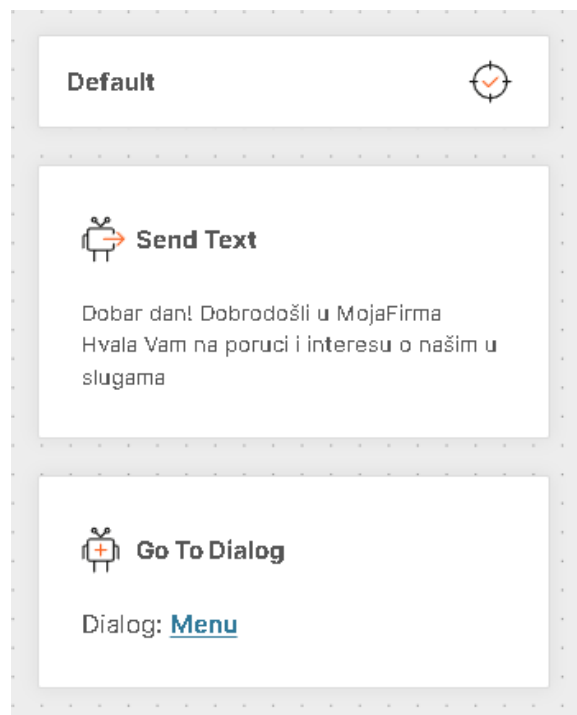 Default
Send Text
Dobar dan! Dobrodošli u MojaFirma
Hvala Vam na poruci i interesu o našim u
slugama
Go To Dialog
Dialog: Menu